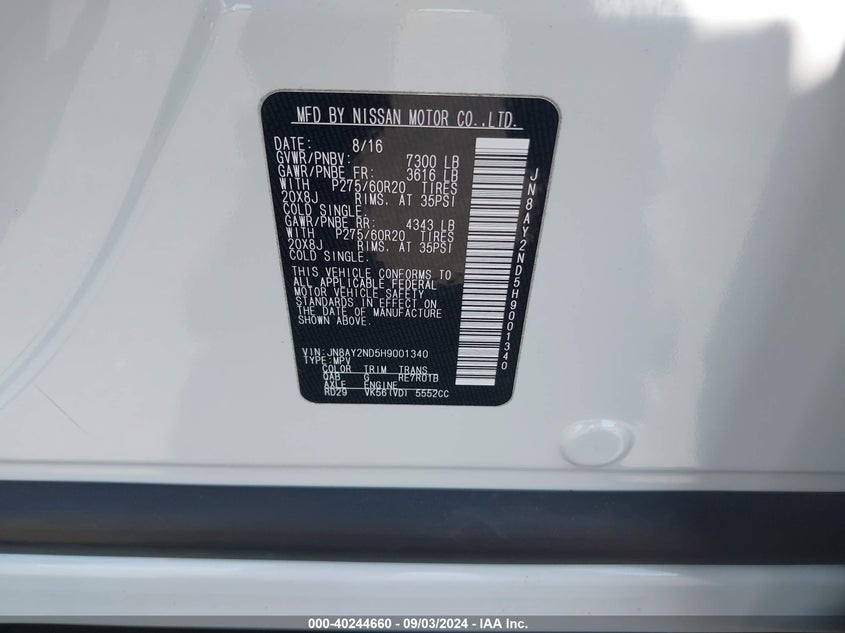 MFD BY NISSAN MOTOR CO.,LTD.
DATE: 8/16
GVWR/PNBV: 7300 LB
GAWR/PNBE FR: 3616 LB
WITH P275/60R20 TIRES
20X8J RIMS. AT 35PSI
COLD SINGLE.
GAWR/PNBE RR: 4343 LB
WITH P275/60R20 TIRES
20X8J RIMS. AT 35PSI
COLD SINGLE.
THIS VEHICLE CONFORMS TO
ALL APPLICABLE FEDERAL
MOTOR VEHICLE SAFETY
STANDARDS IN EFFECT ON
THE DATE OF MANUFACTURE
SHOWN ABOVE.
VIN: JN8AY2ND5H9001340
TYPE: MPV
COLOR TRIM TRANS
QAB G RE7R01B
AXLE ENGINE
RD29 VK56(VD) 5552CC
JN8AY2ND5H9001340
000-40244660 - 09/03/2024 - IAA Inc.